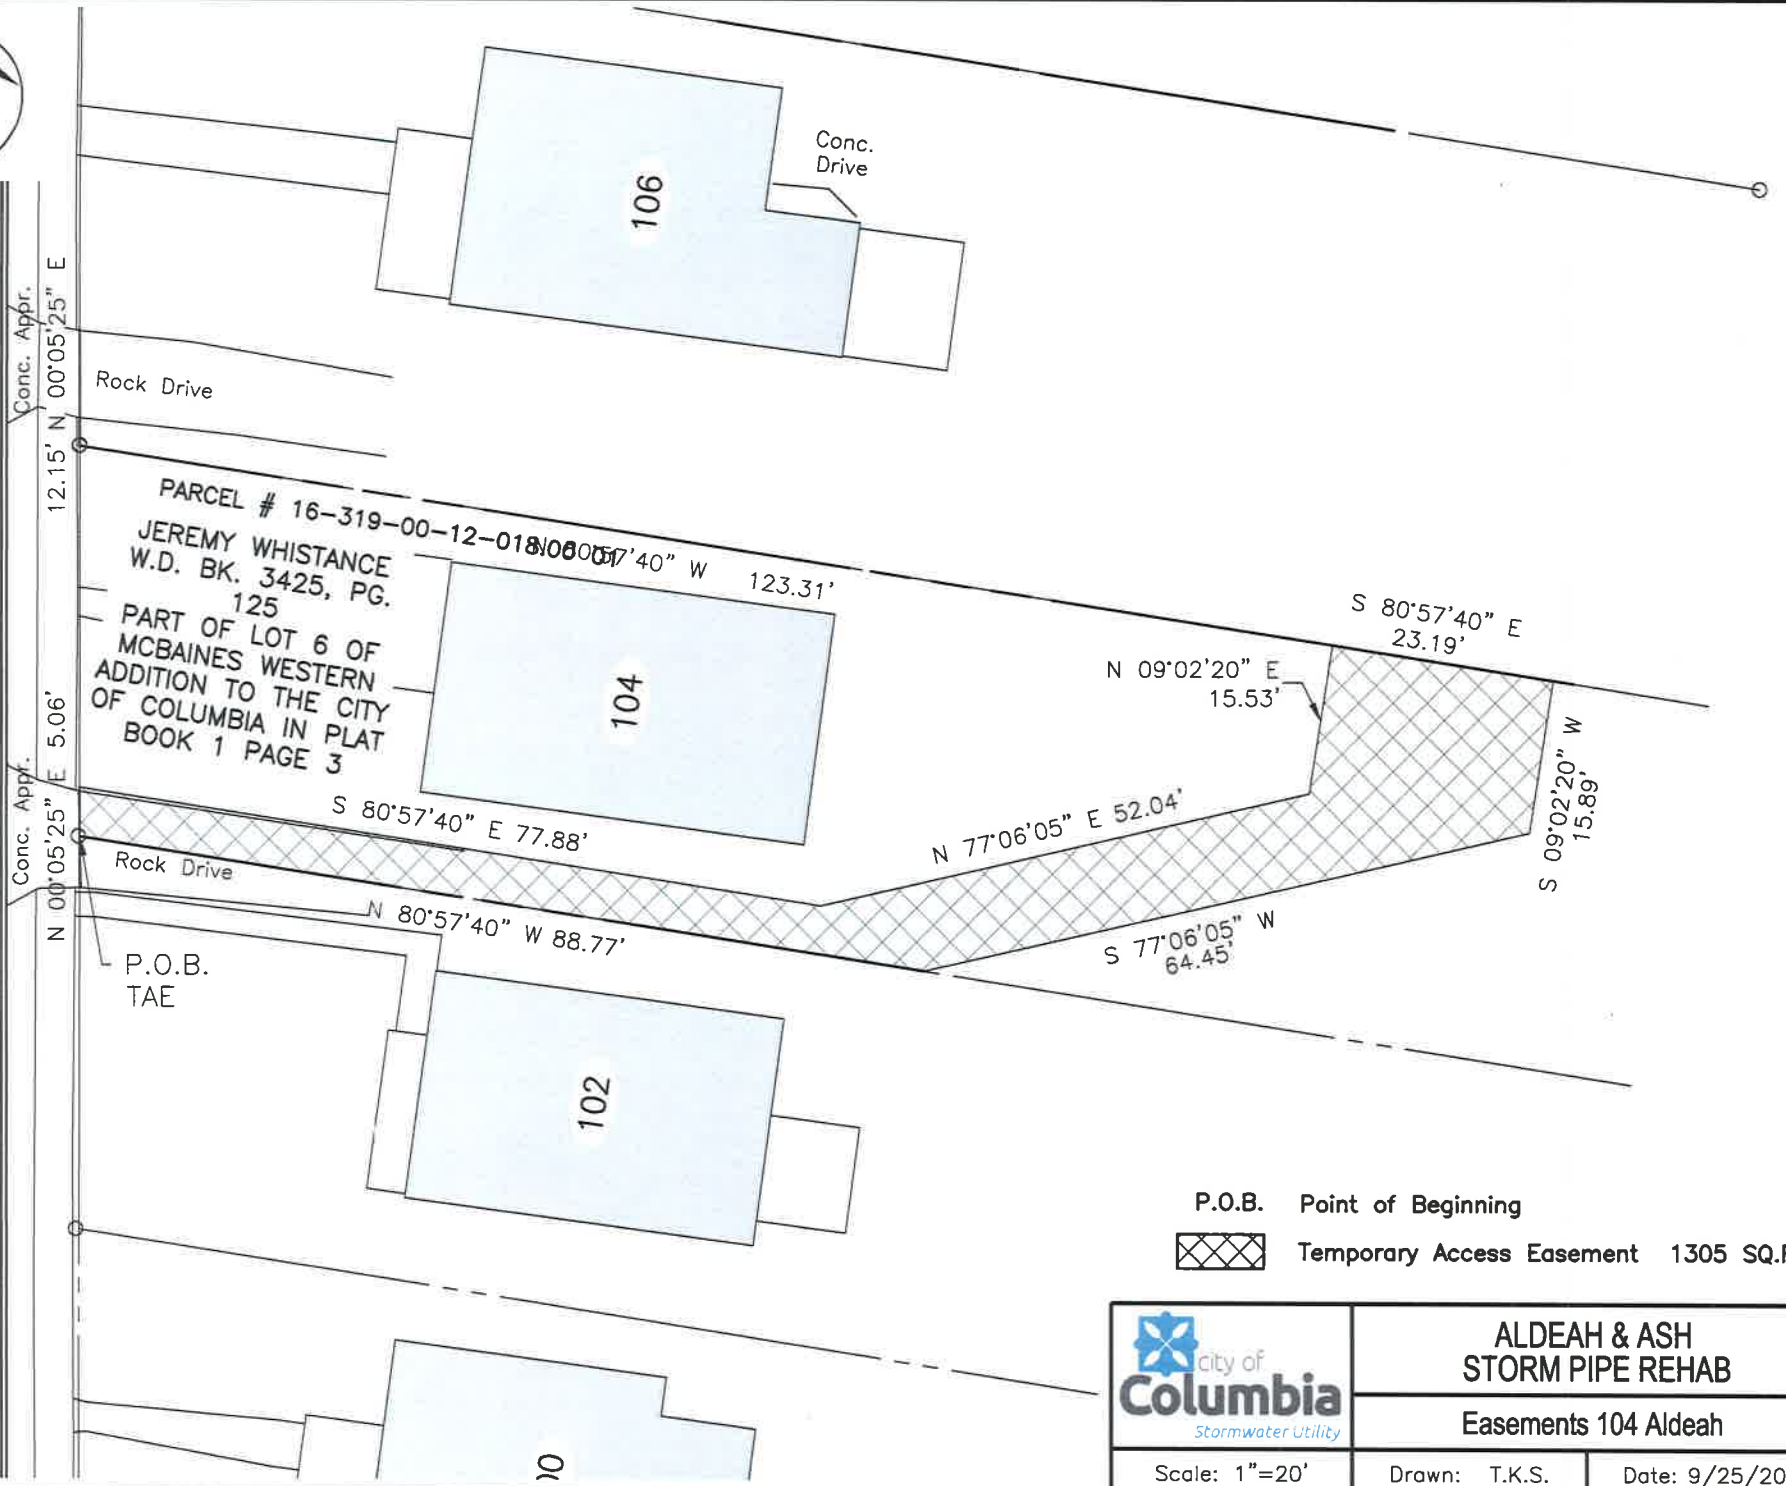 106
Conc.
Drive
Conc. Appr.
12.15' N 00°05'25" E
Rock Drive
PARCEL # 16-319-00-12-018.00 01
N 80°57'40" W 123.31'
JEREMY WHISTANCE
W.D. BK. 3425, PG.
125
PART OF LOT 6 OF
MCBAINES WESTERN
ADDITION TO THE CITY
OF COLUMBIA IN PLAT
BOOK 1 PAGE 3
104
S 80°57'40" E
23.19'
N 09°02'20" E
15.53'
S 09°02'20" W
15.89'
N 77°06'05" E 52.04'
S 77°06'05" W
64.45'
S 80°57'40" E 77.88'
Conc. Appr.
N 00°05'25" E 5.06'
Rock Drive
N 80°57'40" W 88.77'
P.O.B.
TAE
102
P.O.B. Point of Beginning
Temporary Access Easement 1305 SQ.F
city of
Columbia
Stormwater Utility
ALDEAH & ASH
STORM PIPE REHAB
Easements 104 Aldeah
Scale: 1"=20'
Drawn: T.K.S.
Date: 9/25/20